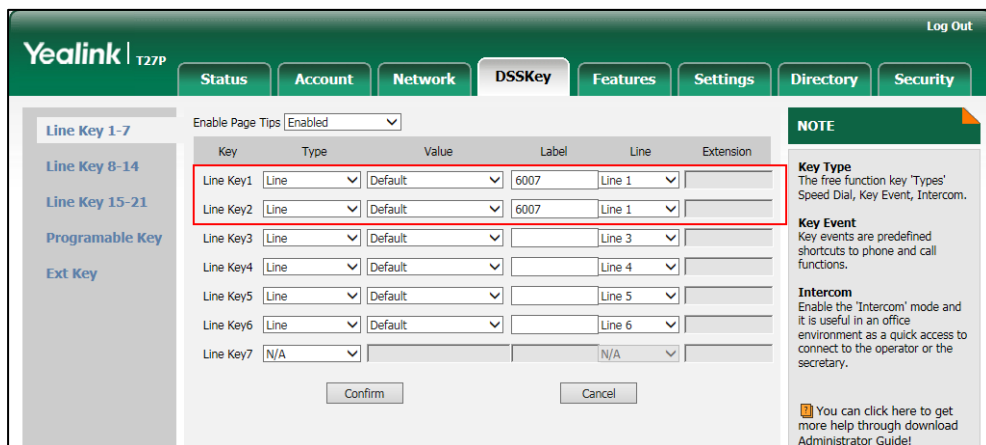 Log Out
Yealink T27P
Status Account Network DSSKey Features Settings Directory Security
Line Key 1-7
Line Key 8-14
Line Key 15-21
Programable Key
Ext Key
Enable Page Tips Enabled
Key Type Value Label Line Extension
Line Key1 Line Default 6007 Line 1
Line Key2 Line Default 6007 Line 1
Line Key3 Line Default Line 3
Line Key4 Line Default Line 4
Line Key5 Line Default Line 5
Line Key6 Line Default Line 6
Line Key7 N/A N/A
Confirm Cancel
NOTE
Key Type
The free function key 'Types'
Speed Dial, Key Event, Intercom.
Key Event
Key events are predefined
shortcuts to phone and call
functions.
Intercom
Enable the 'Intercom' mode and
it is useful in an office
environment as a quick access to
connect to the operator or the
secretary.
You can click here to get
more help through download
Administrator Guide!